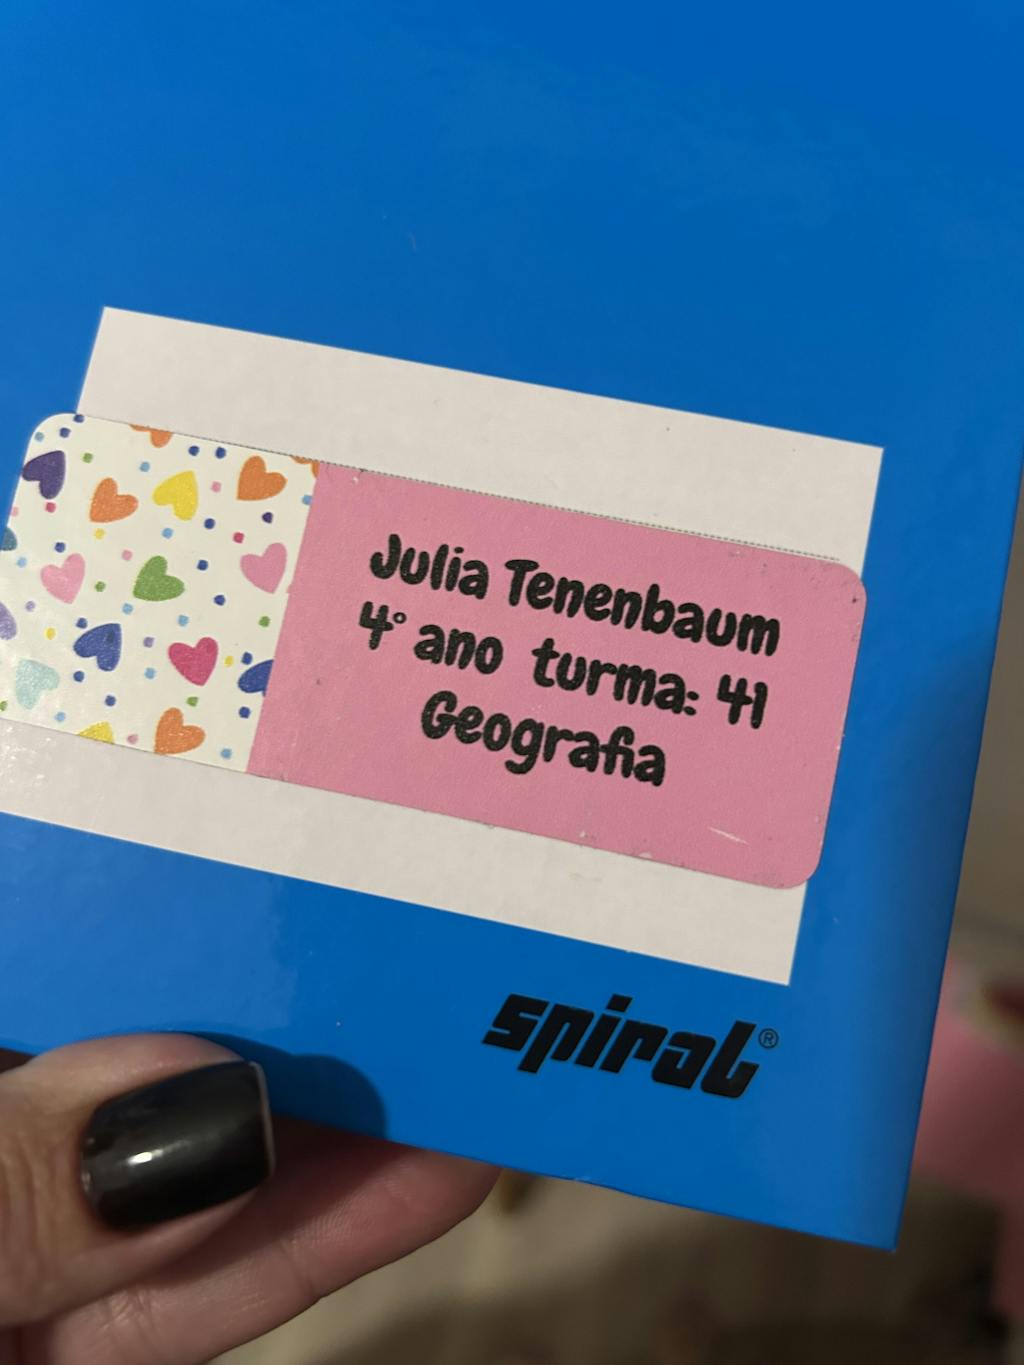 Julia Tenenbaum
4° ano turma: 41
Geografia
spiral®